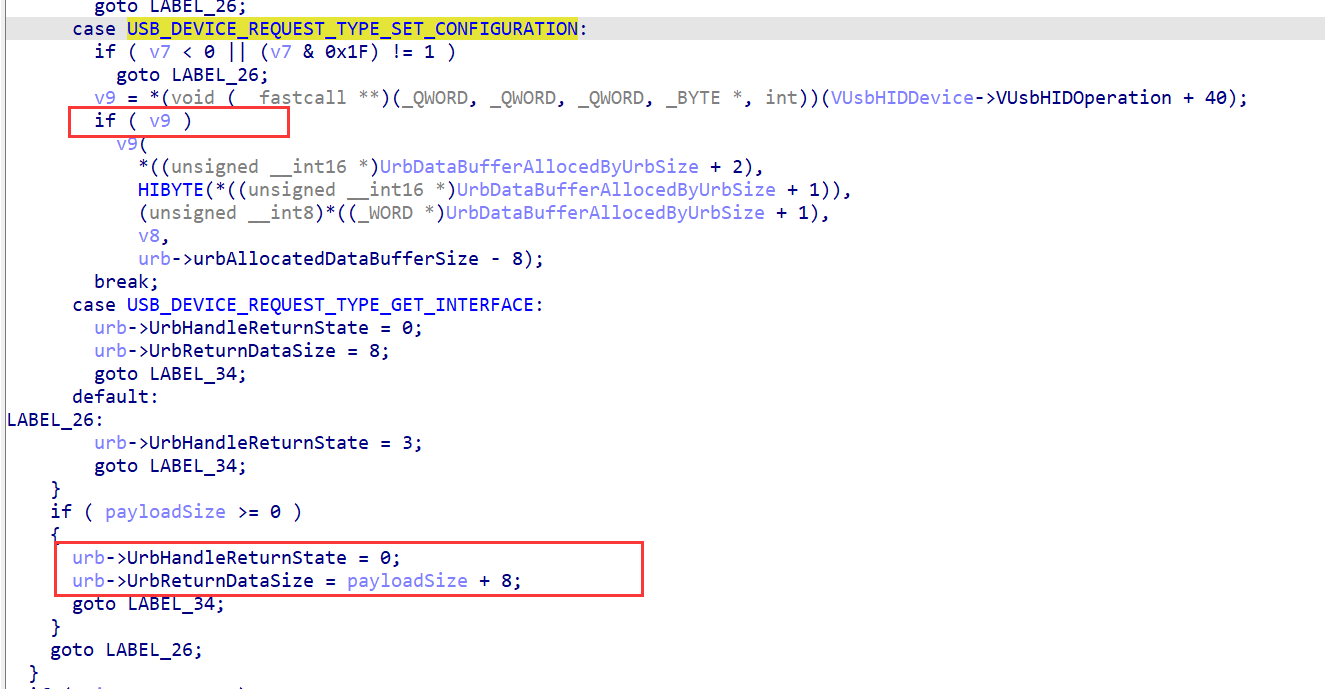 goto LABEL_26;
case USB_DEVICE_REQUEST_TYPE_SET_CONFIGURATION:
if ( v7 < 0 || (v7 & 0x1F) != 1 )
goto LABEL_26;
v9 = *(void (__fastcall **)(_QWORD, _QWORD, _QWORD, _BYTE *, int))(VUsbHIDDevice->VUsbHIDOperation + 40);
if ( v9 )
v9(
*((unsigned __int16 *)UrbDataBufferAllocedByUrbSize + 2),
HIBYTE(*((unsigned __int16 *)UrbDataBufferAllocedByUrbSize + 1)),
(unsigned __int8)*((_WORD *)UrbDataBufferAllocedByUrbSize + 1),
v8,
urb->urbAllocatedDataBufferSize - 8);
break;
case USB_DEVICE_REQUEST_TYPE_GET_INTERFACE:
urb->UrbHandleReturnState = 0;
urb->UrbReturnDataSize = 8;
goto LABEL_34;
default:
LABEL_26:
urb->UrbHandleReturnState = 3;
goto LABEL_34;
}
if ( payloadSize >= 0 )
{
urb->UrbHandleReturnState = 0;
urb->UrbReturnDataSize = payloadSize + 8;
goto LABEL_34;
}
goto LABEL_26;
}